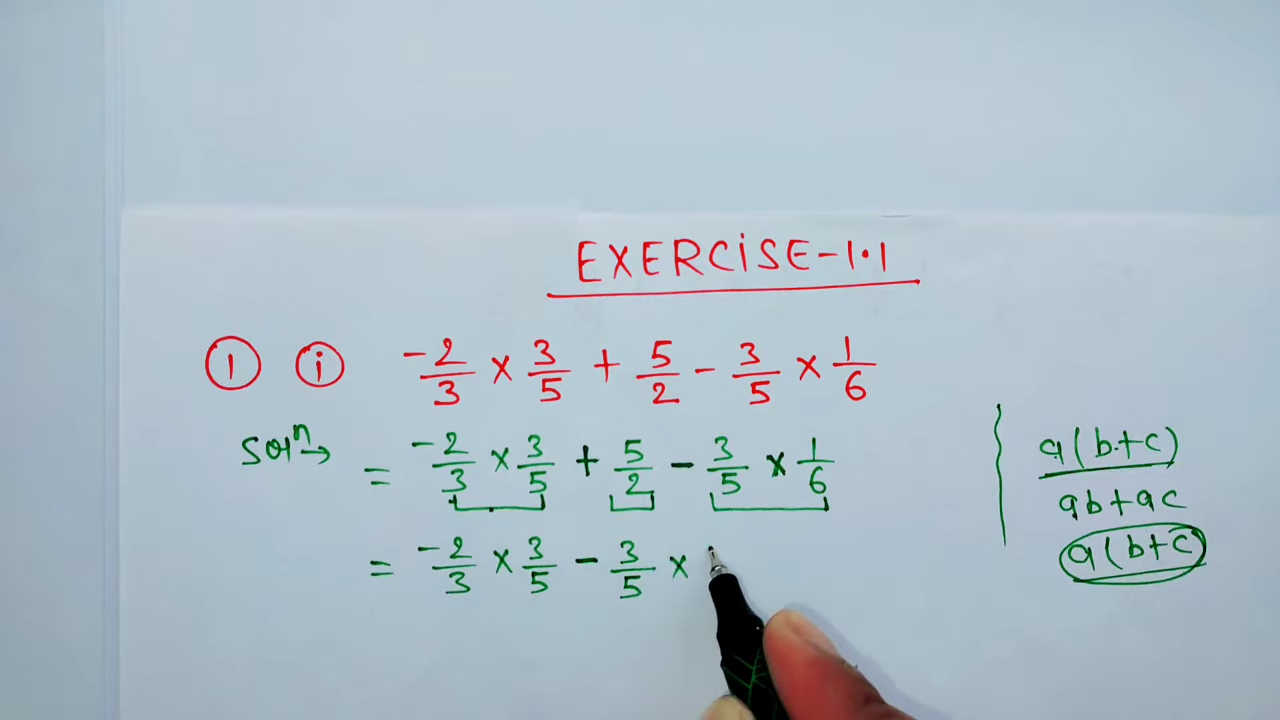 EXERCISE-1.1
① ⓘ -2/3 × 3/5 + 5/2 - 3/5 × 1/6
Solⁿ→ = -2/3 × 3/5 + 5/2 - 3/5 × 1/6
= -2/3 × 3/5 - 3/5 ×
a(b+c)
ab+ac
a(b+c)